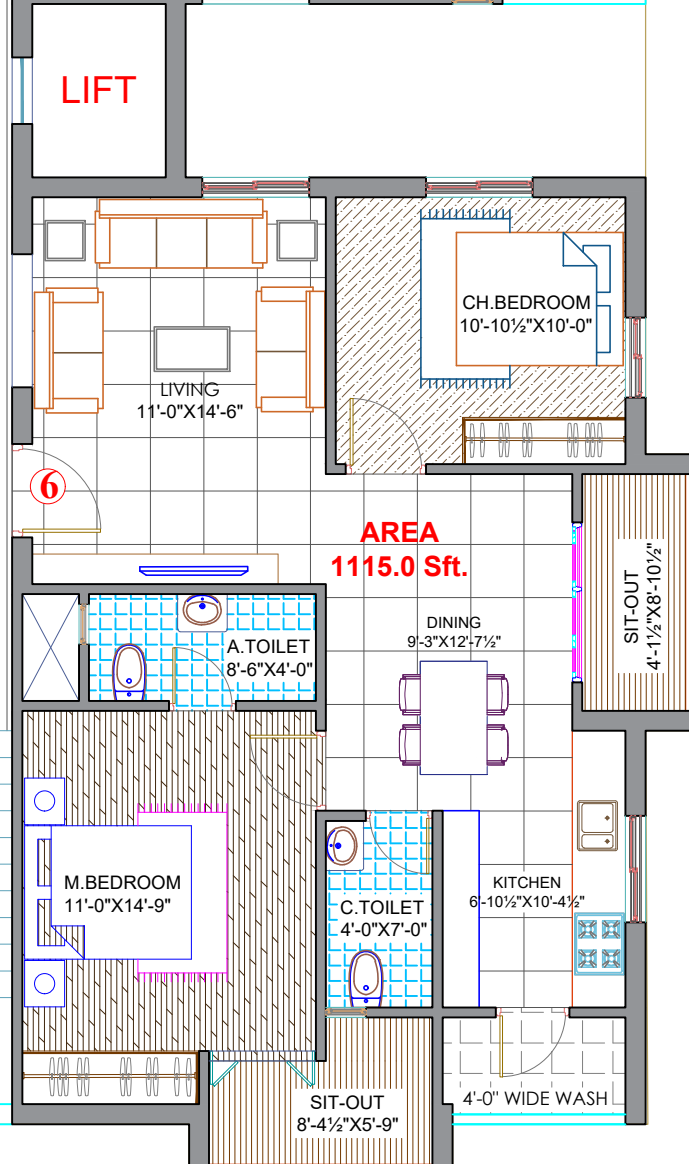 LIFT
CH.BEDROOM
10'-10½"X10'-0"
LIVING
11'-0"X14'-6"
6
AREA
1115.0 Sft.
SIT-OUT
4'-1½"X8'-10½"
DINING
9'-3"X12'-7½"
A.TOILET
8'-6"X4'-0"
M.BEDROOM
11'-0"X14'-9"
C.TOILET
4'-0"X7'-0"
KITCHEN
6'-10½"X10'-4½"
SIT-OUT
8'-4½"X5'-9"
4'-0" WIDE WASH